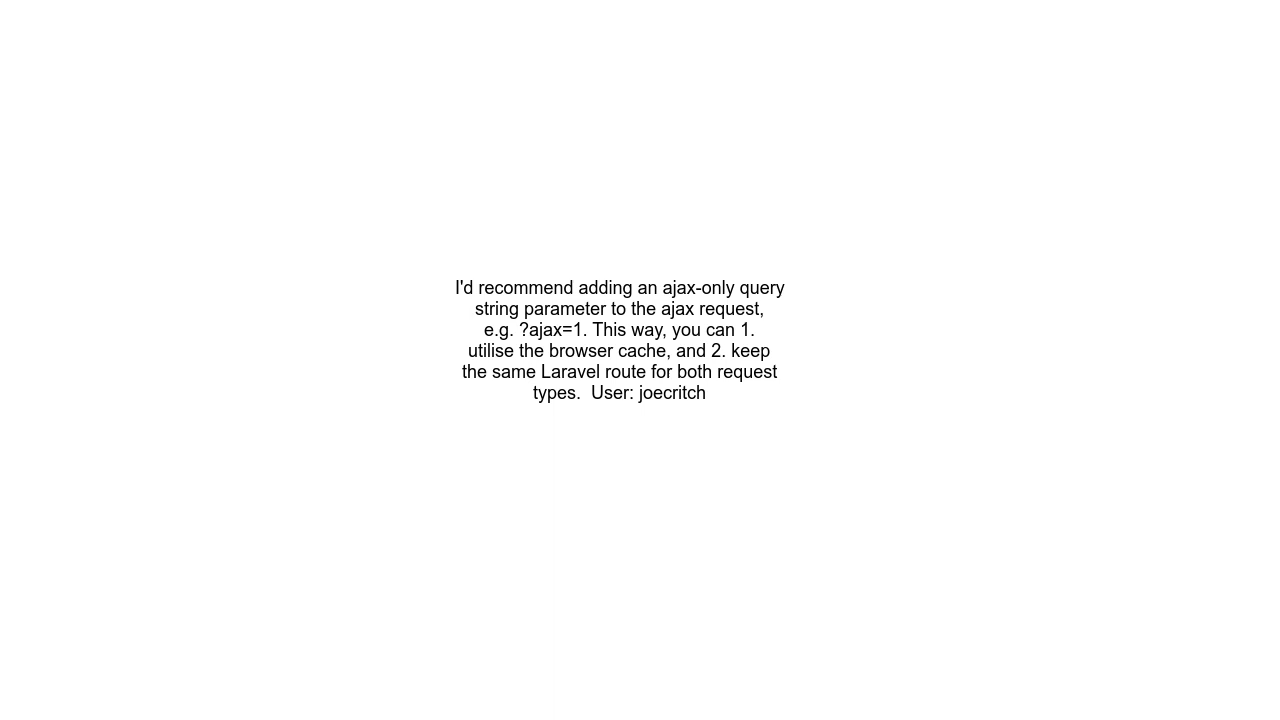 I'd recommend adding an ajax-only query
string parameter to the ajax request,
e.g. ?ajax=1. This way, you can 1.
utilise the browser cache, and 2. keep
the same Laravel route for both request
types.  User: joecritch